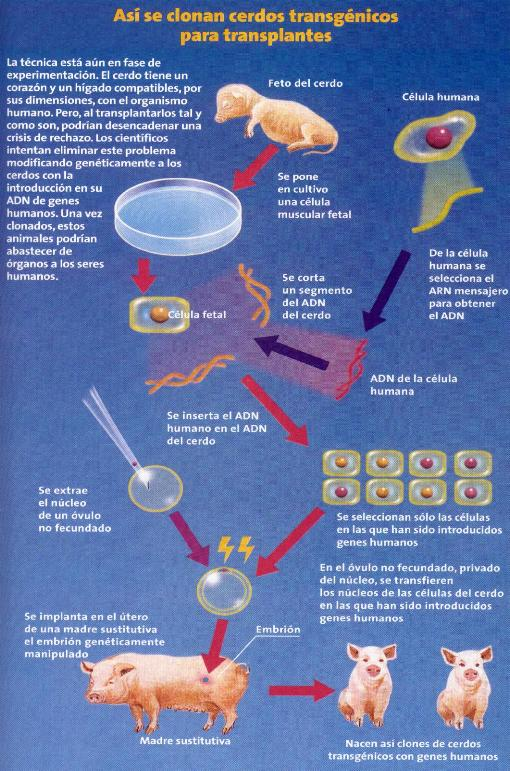 Así se clonan cerdos transgénicos
para transplantes
La técnica está aún en fase de
experimentación. El cerdo tiene un
corazón y un hígado compatibles, por
sus dimensiones, con el organismo
humano. Pero, al transplantarlos tal y
como son, podrían desencadenar una
crisis de rechazo. Los científicos
intentan eliminar este problema
modificando genéticamente a los
cerdos con la
introducción en su
ADN de genes
humanos. Una vez
clonados, estos
animales podrían
abastecer de
órganos a los seres
humanos.
Feto del cerdo
Célula humana
Se pone
en cultivo
una célula
muscular fetal
De la célula
humana se
selecciona el
ARN mensajero
para obtener
el ADN
Se corta
un segmento
del ADN
del cerdo
Célula fetal
ADN de la célula
humana
Se inserta el ADN
humano en el ADN
del cerdo
Se extrae
el núcleo
de un óvulo
no fecundado
Se seleccionan sólo las células
en las que han sido introducidos
genes humanos
En el óvulo no fecundado, privado
del núcleo, se transfieren
los núcleos de las células del cerdo
en las que han sido introducidos
genes humanos
Se implanta en el útero
de una madre sustitutiva
el embrión genéticamente
manipulado
Embrión
Madre sustitutiva
Nacen así clones de cerdos
transgénicos con genes humanos